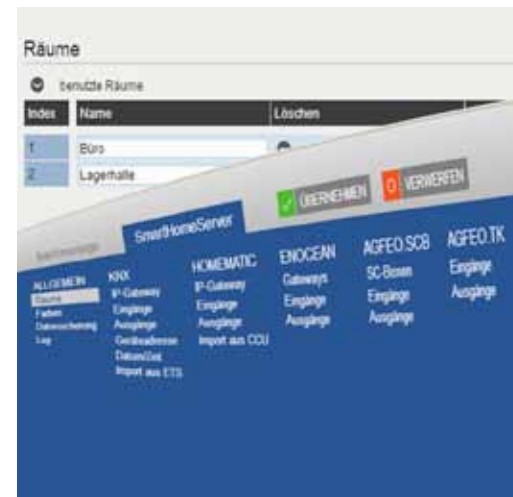 Räume
benutzte Räume
Index Name Löschen
1 Büro
2 Lagerhalle
ÜBERNEHMEN VERWERFEN
SmartHomeServer
ALLGEMEIN
Räume
Farben
Datensicherung
Log
KNX
IP-Gateway
Eingänge
Ausgänge
Geräteadresse
Datum/Zeit
Import aus ETS
HOMEMATIC
IP-Gateway
Eingänge
Ausgänge
Import aus CCU
ENOCEAN
Gateways
Eingänge
Ausgänge
AGFEO.SCB
SC-Boxen
Eingänge
Ausgänge
AGFEO.TK
Eingänge
Ausgänge